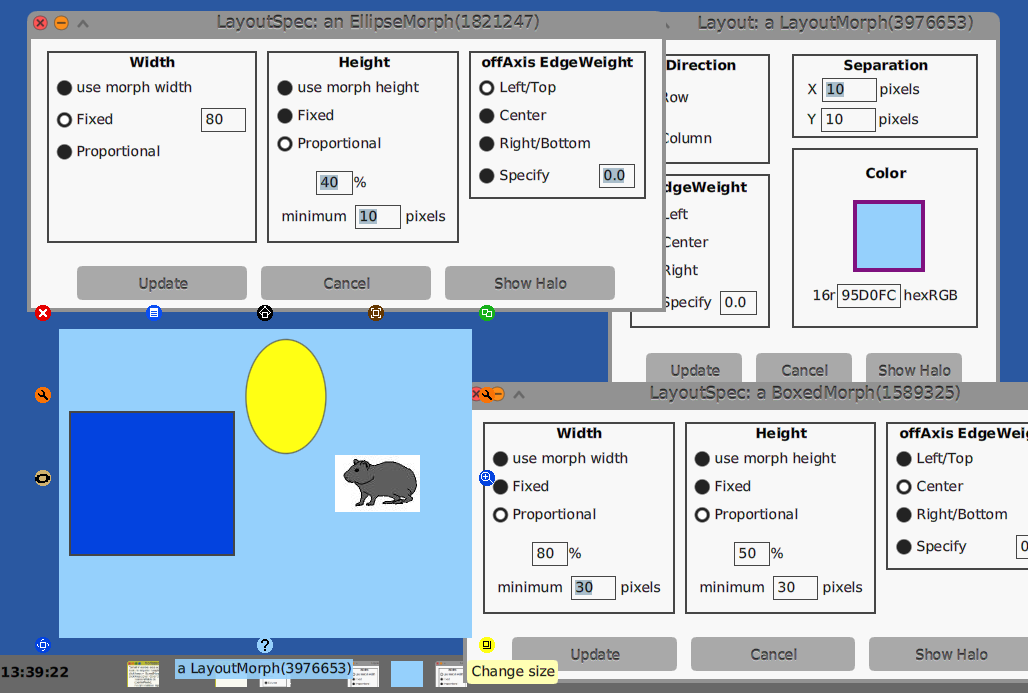 LayoutSpec: an EllipseMorph(1821247)
Width
use morph width
Fixed 80
Proportional
Height
use morph height
Fixed
Proportional
40 %
minimum 10 pixels
offAxis EdgeWeight
Left/Top
Center
Right/Bottom
Specify 0.0
Update Cancel Show Halo
Layout: a LayoutMorph(3976653)
Direction
Row
Column
dgeWeight
Left
Center
Right
Specify 0.0
Separation
X 10 pixels
Y 10 pixels
Color
16r 95D0FC hexRGB
Update Cancel Show Halo
LayoutSpec: a BoxedMorph(1589325)
Width
use morph width
Fixed
Proportional
80 %
minimum 30 pixels
Height
use morph height
Fixed
Proportional
50 %
minimum 30 pixels
offAxis EdgeWeig
Left/Top
Center
Right/Bottom
Specify 0
Update Cancel Show Halo
13:39:22
a LayoutMorph(3976653)
Change size